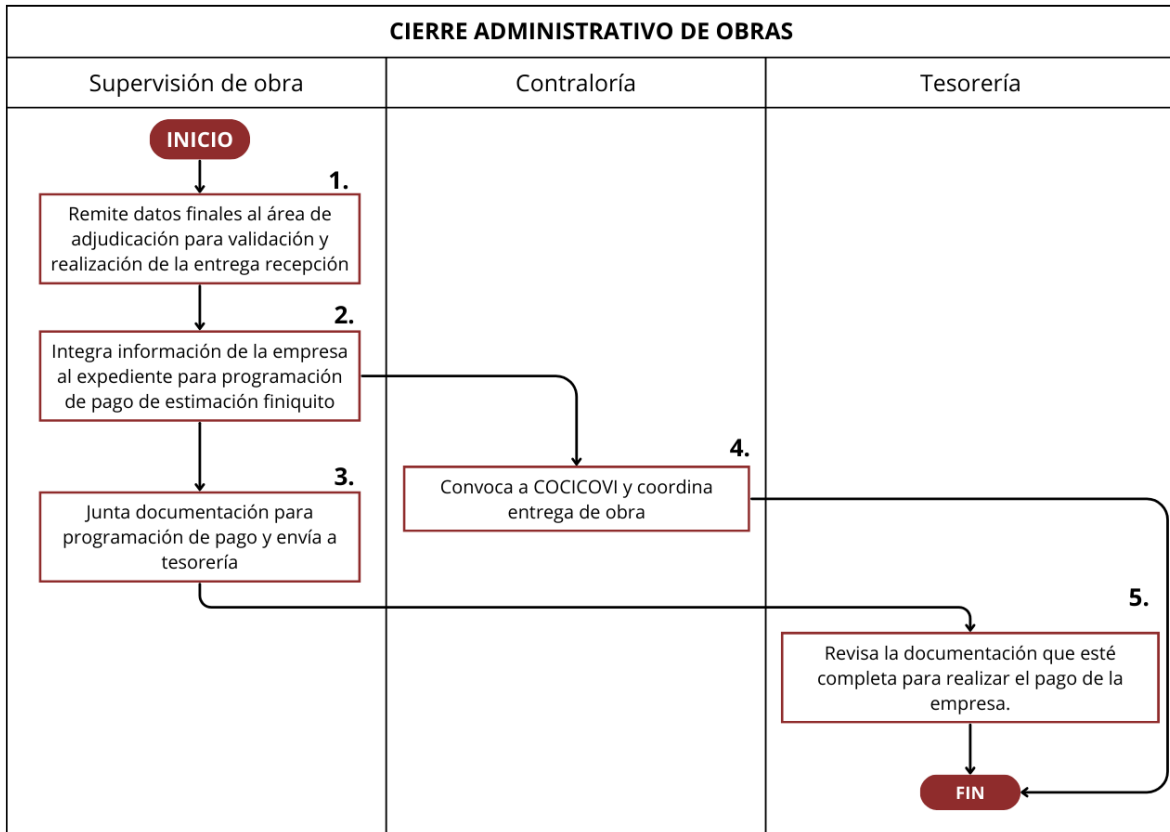 CIERRE ADMINISTRATIVO DE OBRAS
Supervisión de obra
Contraloría
Tesorería
INICIO
1.
Remite datos finales al área de
adjudicación para validación y
realización de la entrega recepción
2.
Integra información de la empresa
al expediente para programación
de pago de estimación finiquito
3.
Junta documentación para
programación de pago y envía a
tesorería
4.
Convoca a COCICOVI y coordina
entrega de obra
5.
Revisa la documentación que esté
completa para realizar el pago de la
empresa.
FIN